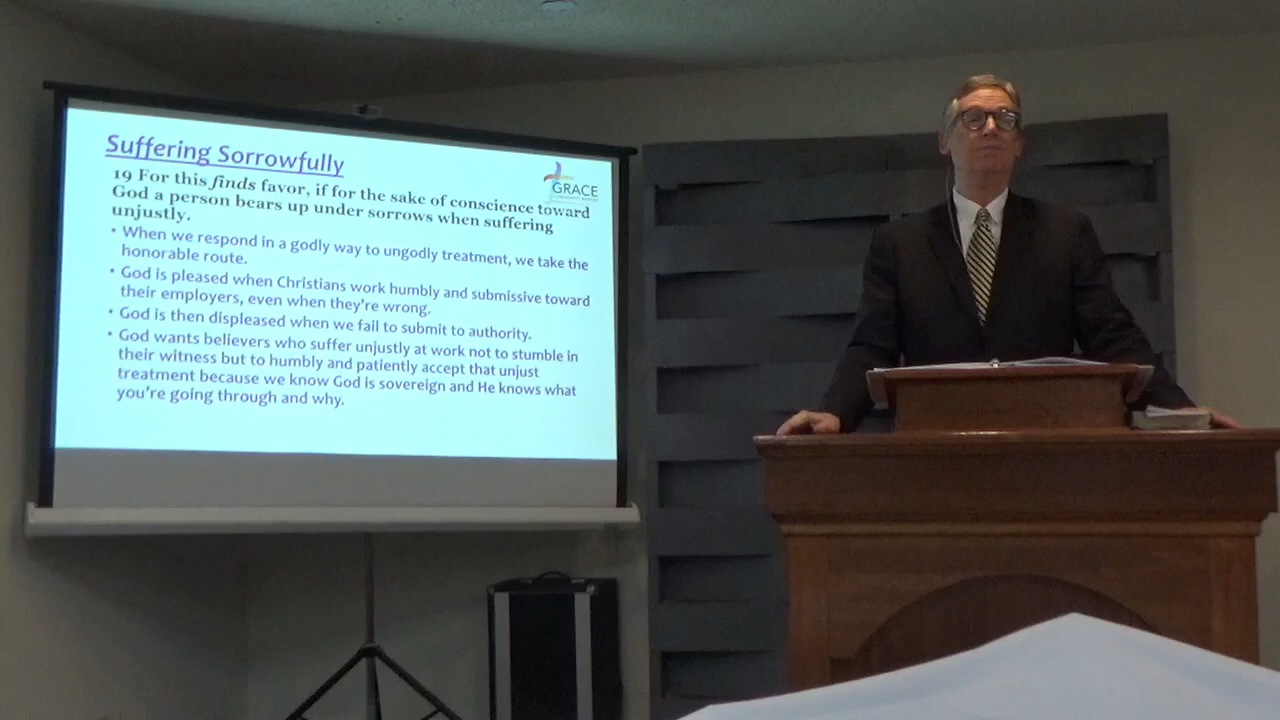 Suffering Sorrowfully
GRACE
19 For this finds favor, if for the sake of conscience toward
God a person bears up under sorrows when suffering
unjustly.
• When we respond in a godly way to ungodly treatment, we take the
honorable route.
• God is pleased when Christians work humbly and submissive toward
their employers, even when they're wrong.
• God is then displeased when we fail to submit to authority.
• God wants believers who suffer unjustly at work not to stumble in
their witness but to humbly and patiently accept that unjust
treatment because we know God is sovereign and He knows what
you're going through and why.